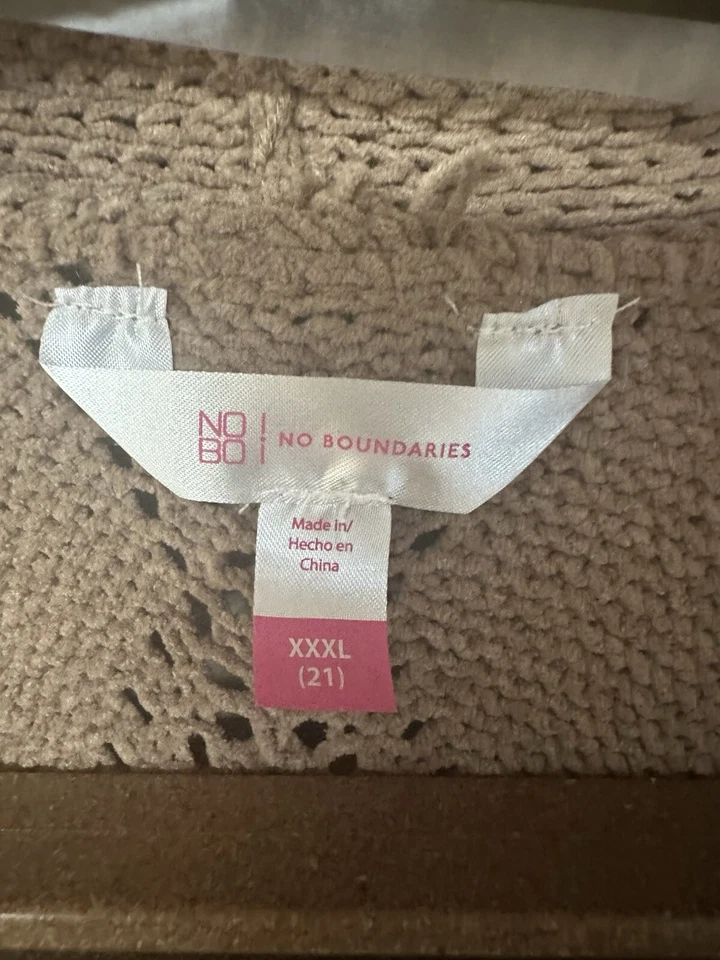 NO
BO
NO BOUNDARIES
Made in/
Hecho en
China
XXXL
(21)